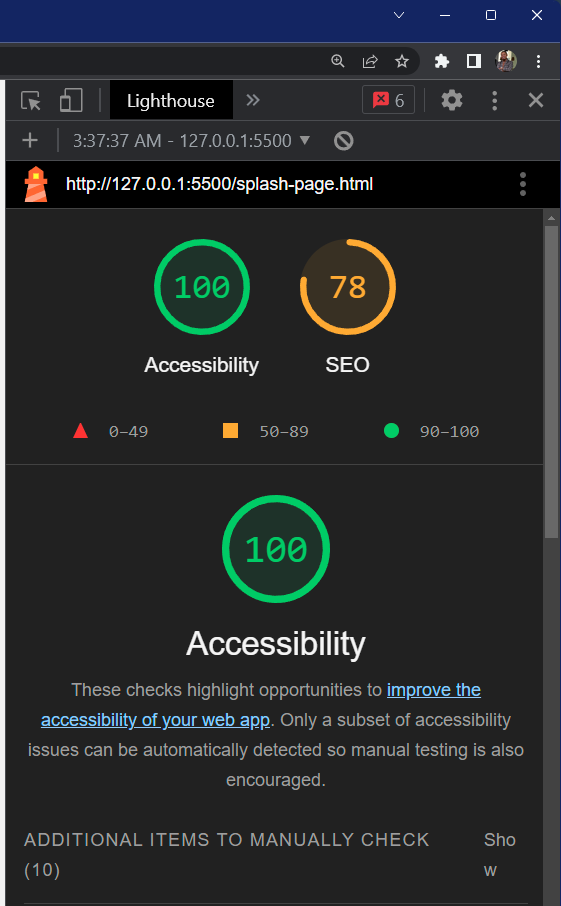 Lighthouse
6
3:37:37 AM - 127.0.0.1:5500
http://127.0.0.1:5500/splash-page.html
100 78
Accessibility SEO
0–49 50–89 90–100
100
Accessibility
These checks highlight opportunities to improve the
accessibility of your web app. Only a subset of accessibility
issues can be automatically detected so manual testing is also
encouraged.
ADDITIONAL ITEMS TO MANUALLY CHECK Sho
(10) w